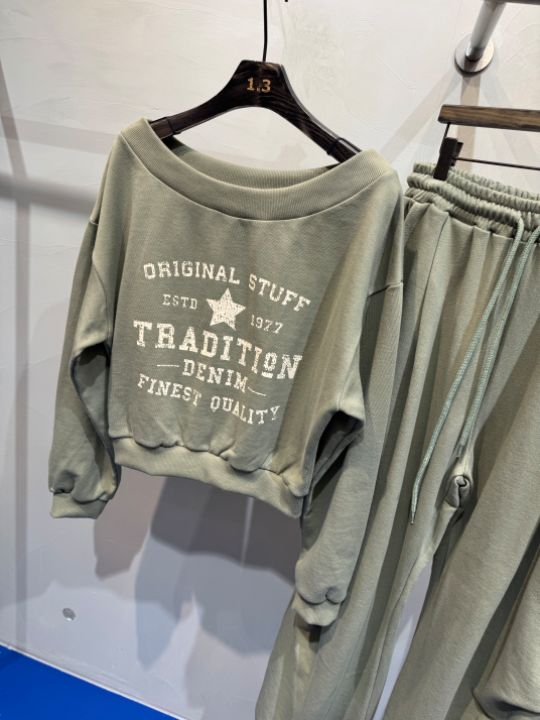 1.3
ORIGINAL STUFF
ESTD 1977
TRADITION
DENIM
FINEST QUALITY